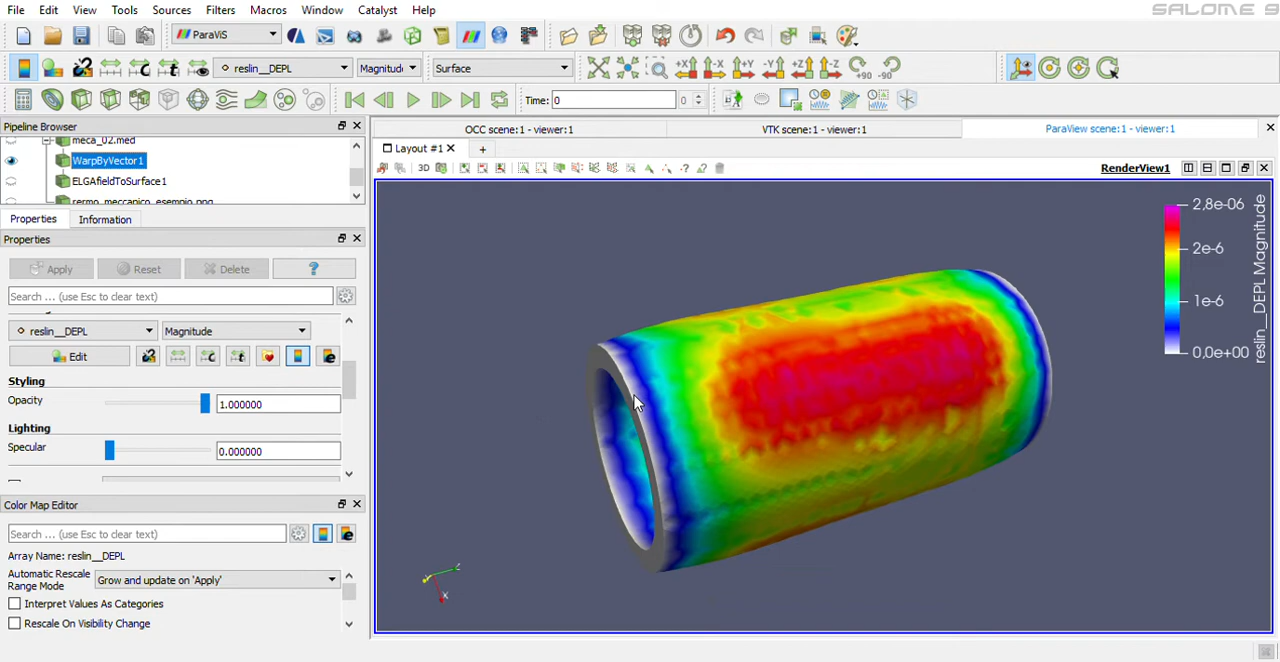 File Edit View Tools Sources Filters Macros Window Catalyst Help
SALOME 9
ParaViS
reslin__DEPL Magnitud Surface
+X -X +Y -Y +Z -Z +90 -90
Time: 0 0
Pipeline Browser
OCC scene:1 - viewer:1 VTK scene:1 - viewer:1 ParaView scene:1 - viewer:1
meca_02.med
Layout #1 +
WarpByVector1
3D RenderView1
ELGAfieldToSurface1
Properties Information
Properties
Apply Reset Delete ?
Search ... (use Esc to clear text)
reslin__DEPL Magnitude
Edit
Styling
Opacity 1.000000
Lighting
Specular 0.000000
Color Map Editor
Search ... (use Esc to clear text)
Array Name: reslin__DEPL
Automatic Rescale Range Mode Grow and update on 'Apply'
Interpret Values As Categories
Rescale On Visibility Change
2,8e-06
2e-6
1e-6
0,0e+00
reslin__DEPL Magnitude
X